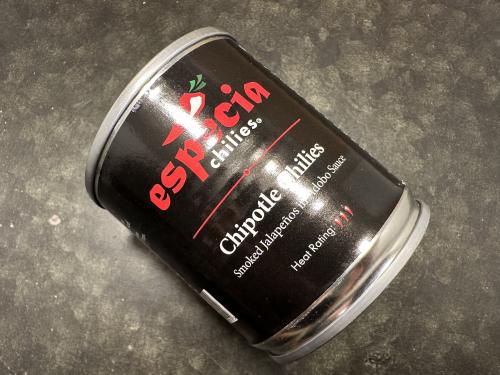 especia
chilies®
Chipotle Chilies
Smoked Jalapeños in Adobo Sauce
Heat Rating: